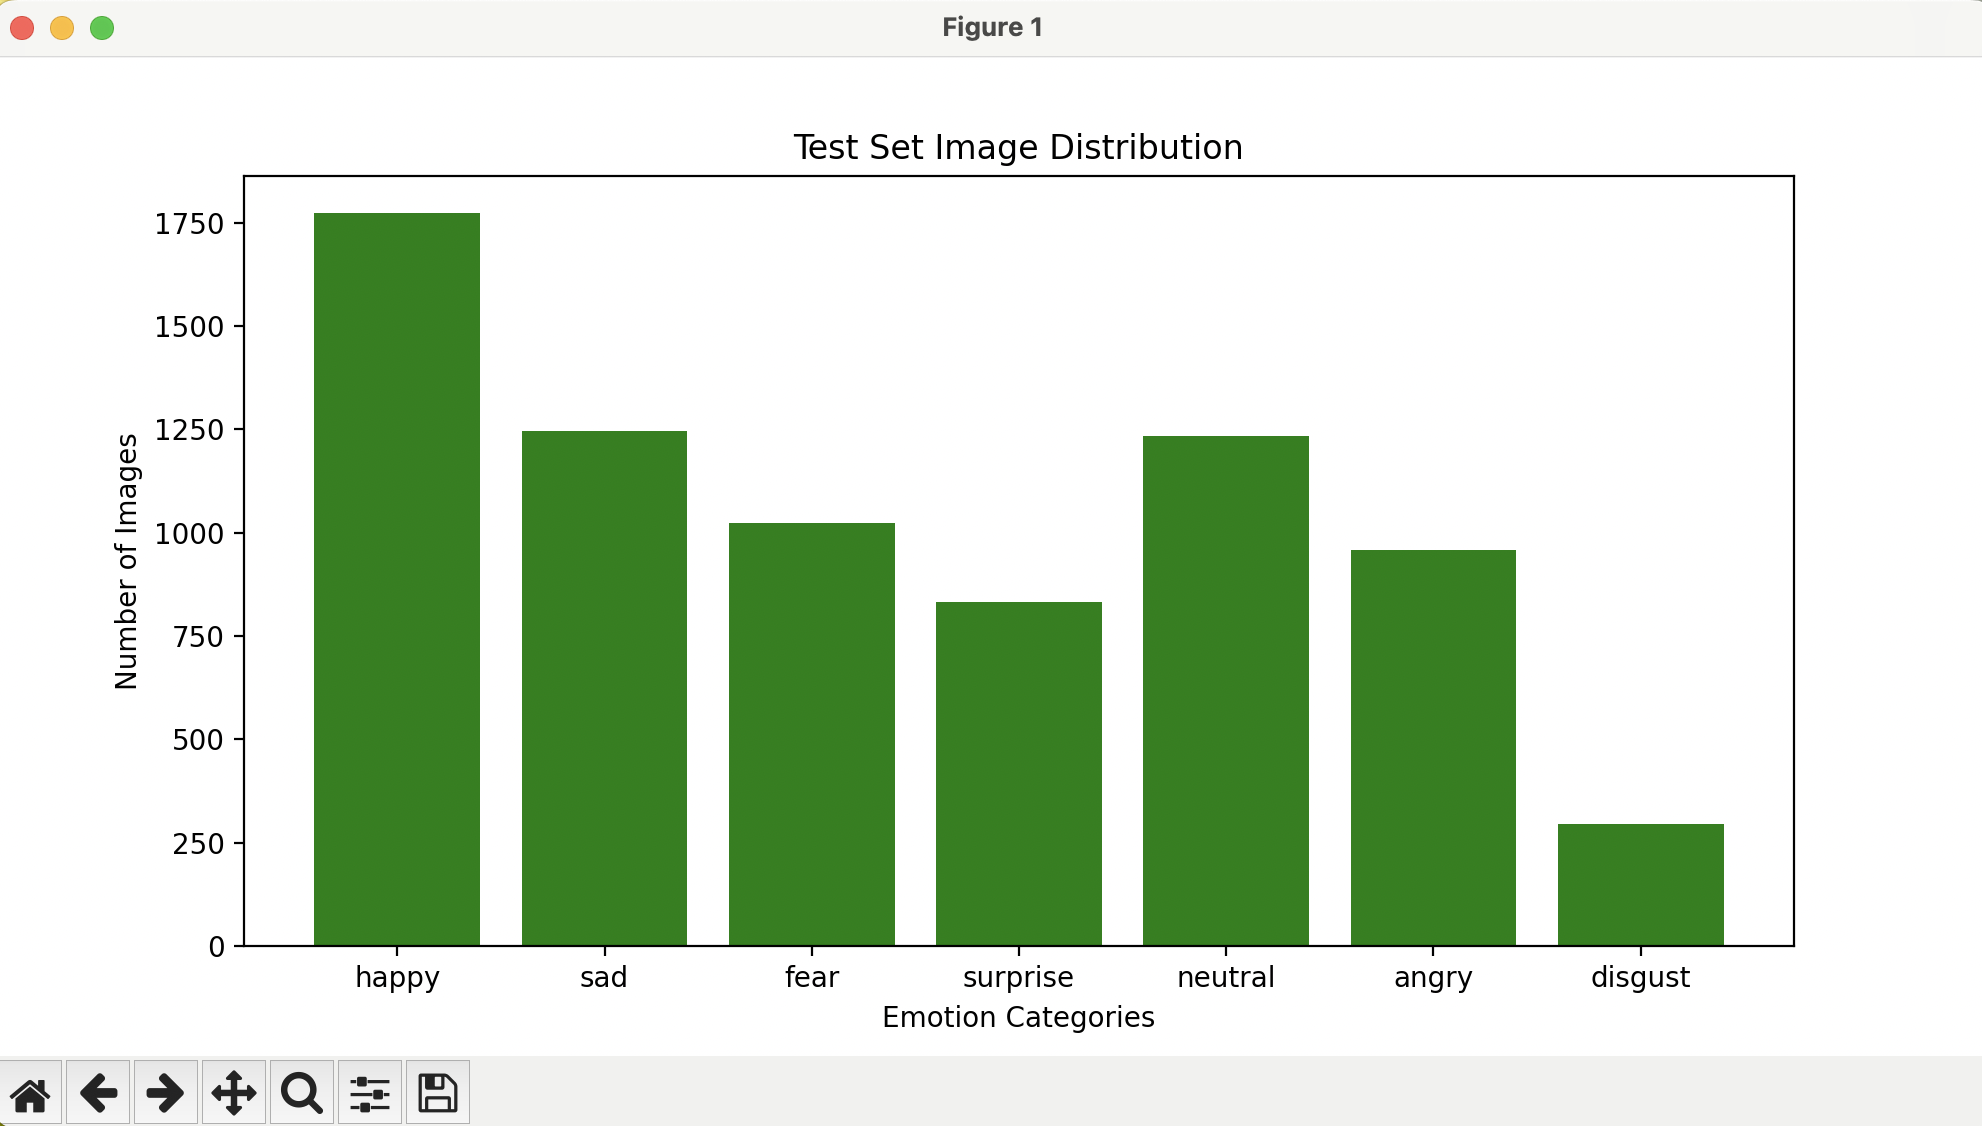 Figure 1
Test Set Image Distribution
1750
1500
1250
1000
750
500
250
0
Number of Images
happy sad fear surprise neutral angry disgust
Emotion Categories